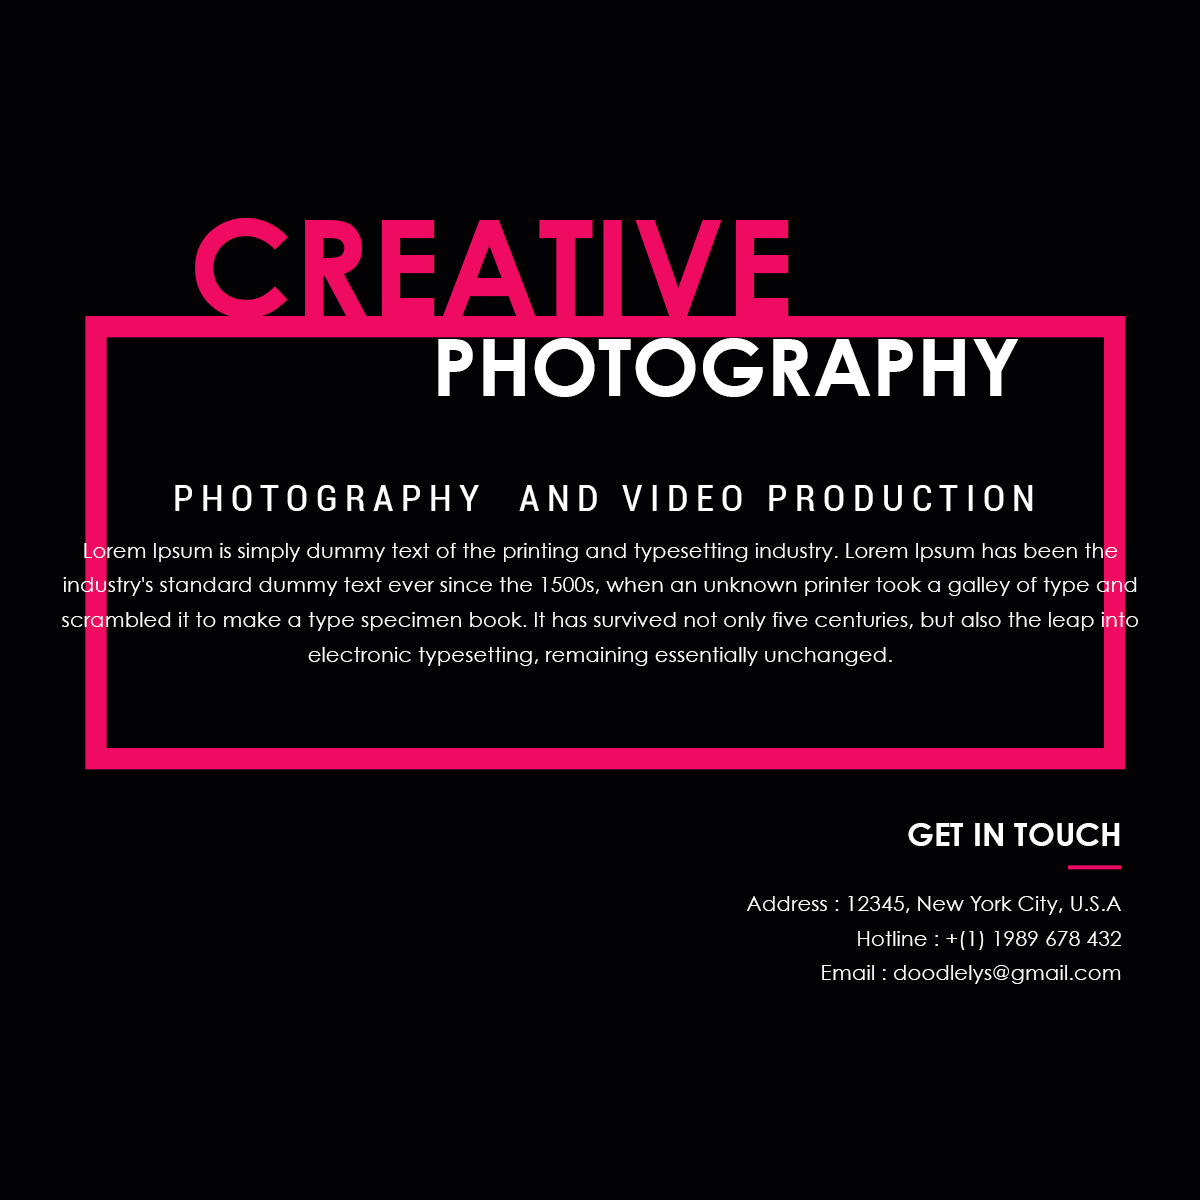 CREATIVE
PHOTOGRAPHY
PHOTOGRAPHY AND VIDEO PRODUCTION
Lorem Ipsum is simply dummy text of the printing and typesetting industry. Lorem Ipsum has been the
industry's standard dummy text ever since the 1500s, when an unknown printer took a galley of type and
scrambled it to make a type specimen book. It has survived not only five centuries, but also the leap into
electronic typesetting, remaining essentially unchanged.
GET IN TOUCH
Address : 12345, New York City, U.S.A
Hotline : +(1) 1989 678 432
Email : doodlelys@gmail.com